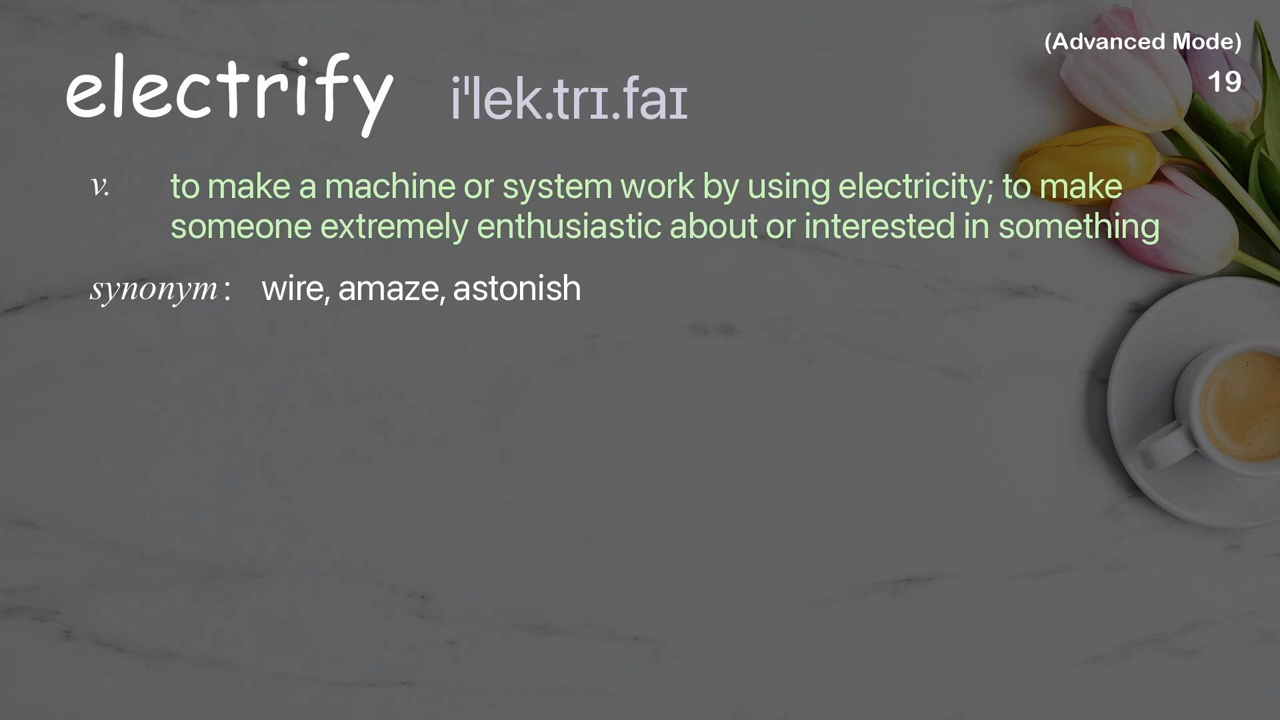 (Advanced Mode)
electrify iˈlek.trɪ.faɪ
19
v. to make a machine or system work by using electricity; to make
someone extremely enthusiastic about or interested in something
synonym: wire, amaze, astonish